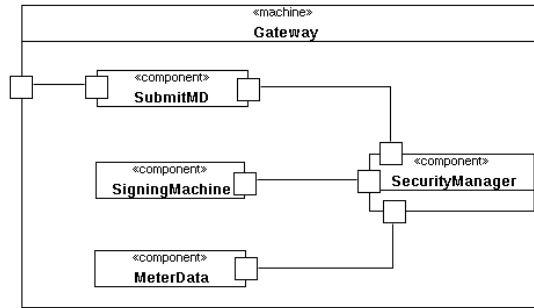 «machine»
Gateway
«component»
SubmitMD
«component»
SecurityManager
«component»
SigningMachine
«component»
MeterData